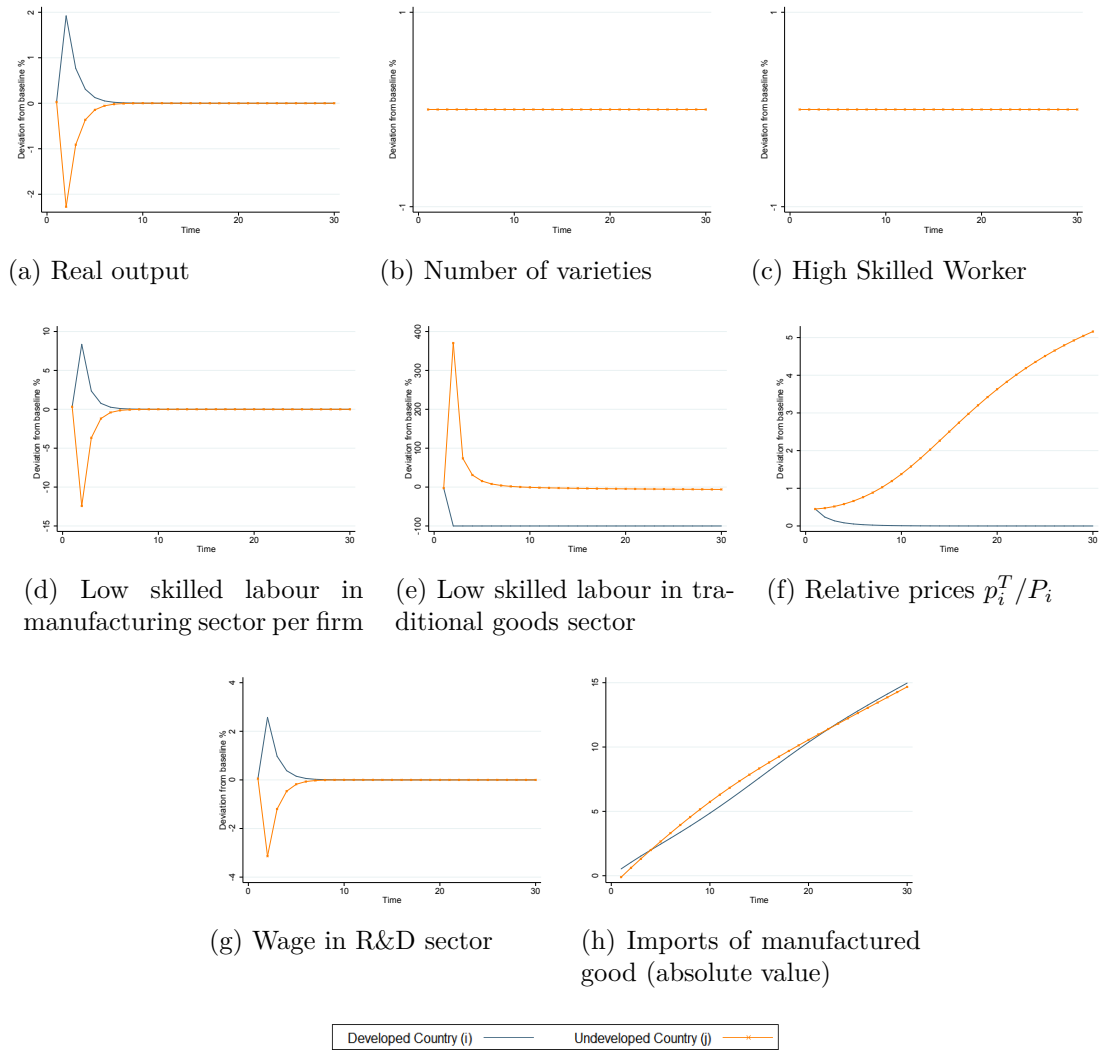 Deviation from baseline %
2
1
0
-1
-2
0 10 20 30
Time
(a) Real output
Deviation from baseline %
1
-1
0 10 20 30
Time
(b) Number of varieties
Deviation from baseline %
1
-1
0 10 20 30
Time
(c) High Skilled Worker
Deviation from baseline %
10
5
0
-5
-10
-15
0 10 20 30
Time
(d) Low skilled labour in
manufacturing sector per firm
Deviation from baseline %
400
300
200
100
0
-100
0 10 20 30
Time
(e) Low skilled labour in tra-
ditional goods sector
Deviation from baseline %
5
4
3
2
1
0
0 10 20 30
Time
(f) Relative prices p_i^T/P_i
Deviation from baseline %
4
2
0
-2
-4
0 10 20 30
Time
(g) Wage in R&D sector
15
10
5
0
0 10 20 30
Time
(h) Imports of manufactured
good (absolute value)
Developed Country (i) Undeveloped Country (j)